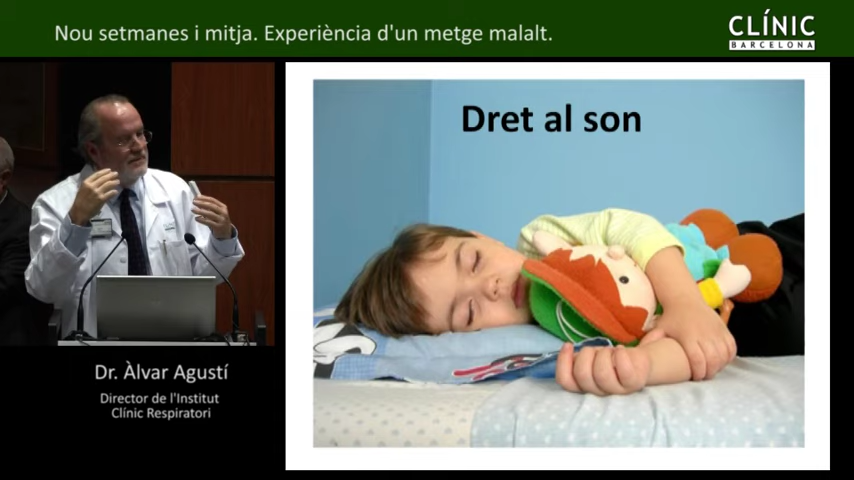 Nou setmanes i mitja. Experiència d'un metge malalt.
CLÍNIC
BARCELONA
Dret al son
Dr. Àlvar Agustí
Director de l'Institut
Clínic Respiratori